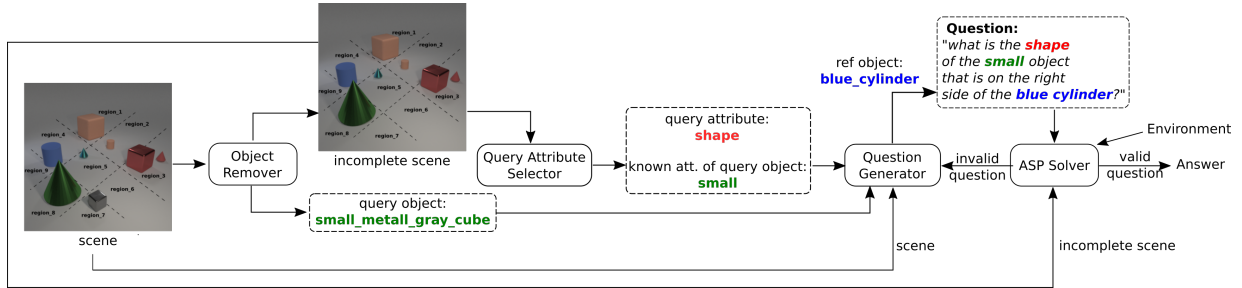 region_1
region_2
region_4
region_5
region_3
region_9
region_6
region_8
region_7
scene
Object
Remover
region_1
region_2
region_4
region_5
region_3
region_9
region_6
region_8
region_7
incomplete scene
query object:
small_metall_gray_cube
Query Attribute
Selector
query attribute:
shape
known att. of query object:
small
ref object:
blue_cylinder
Question
Generator
scene
Question:
"what is the shape
of the small object
that is on the right
side of the blue cylinder?"
invalid
question
ASP Solver
Environment
valid
question
Answer
incomplete scene